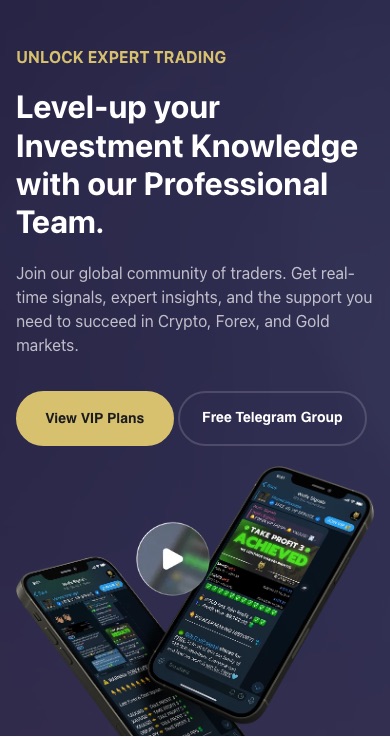 UNLOCK EXPERT TRADING
Level-up your
Investment Knowledge
with our Professional
Team.
Join our global community of traders. Get real-
time signals, expert insights, and the support you
need to succeed in Crypto, Forex, and Gold
markets.
View VIP Plans
Free Telegram Group
TAKE PROFIT 3
ACHIEVED